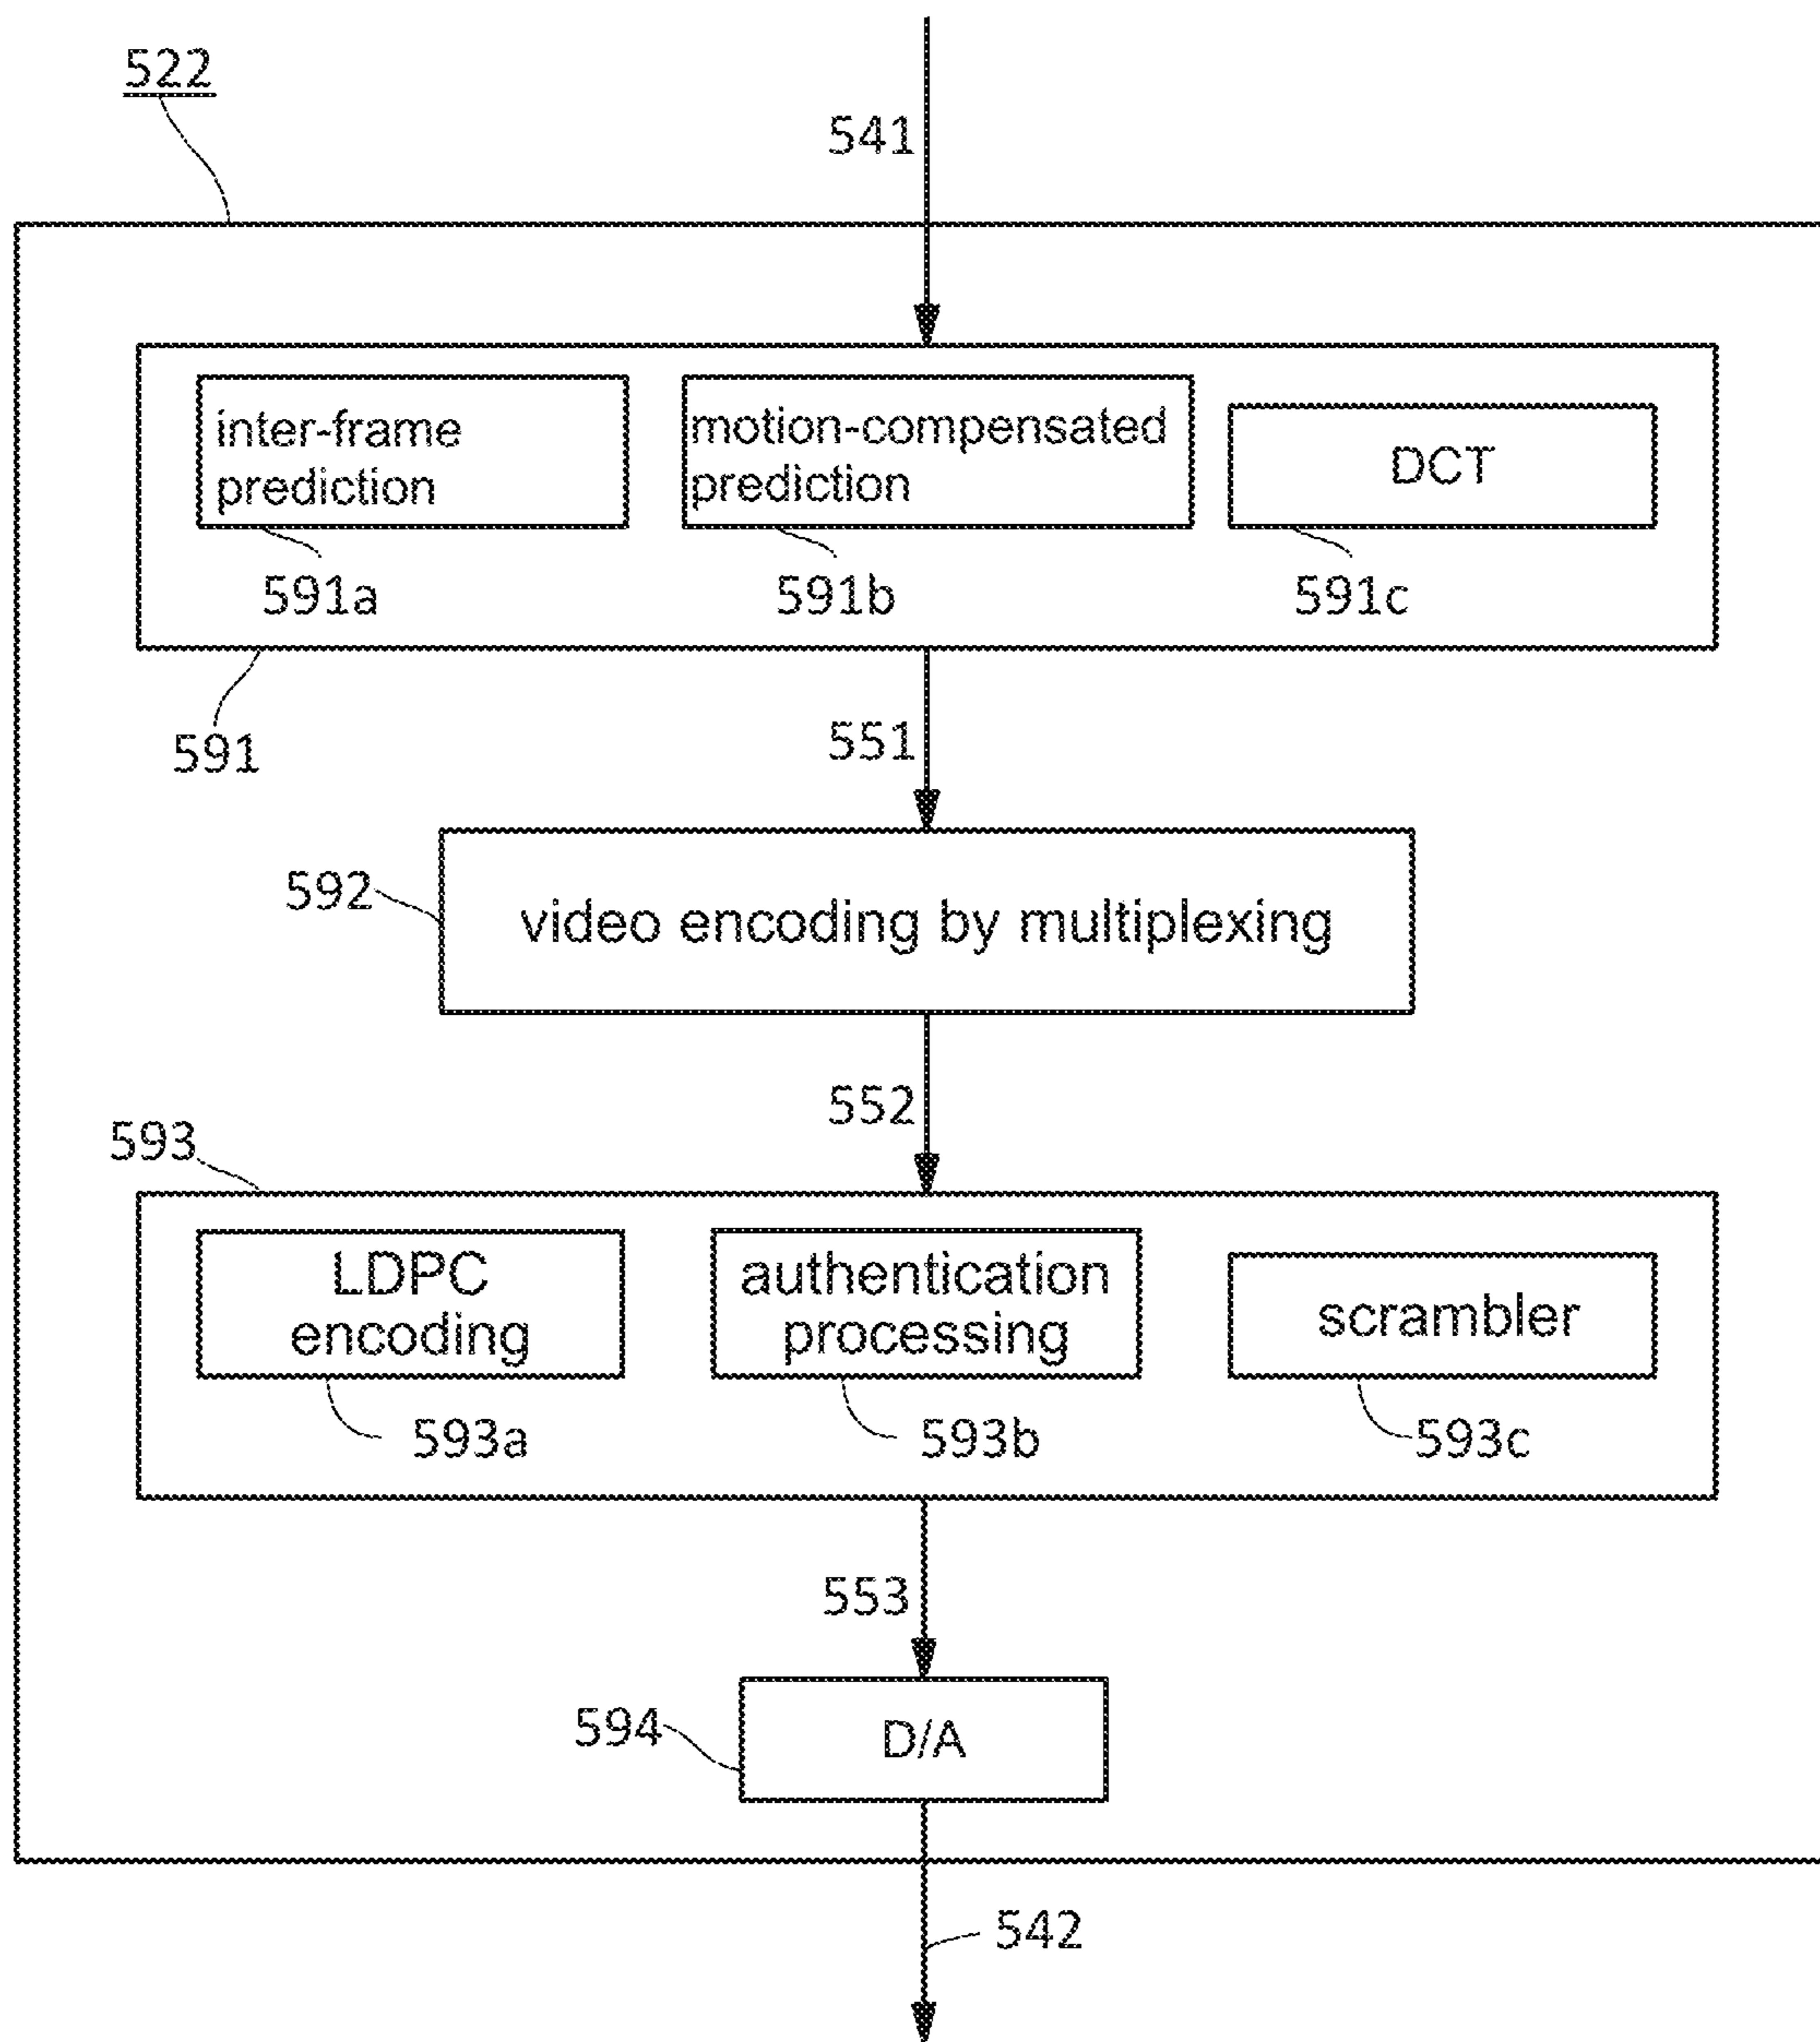 522
541
inter-frame
prediction
motion-compensated
prediction
DCT
591a
591b
591c
591
551
592
video encoding by multiplexing
552
593
LDPC
encoding
authentication
processing
scrambler
593a
593b
593c
553
594
D/A
542